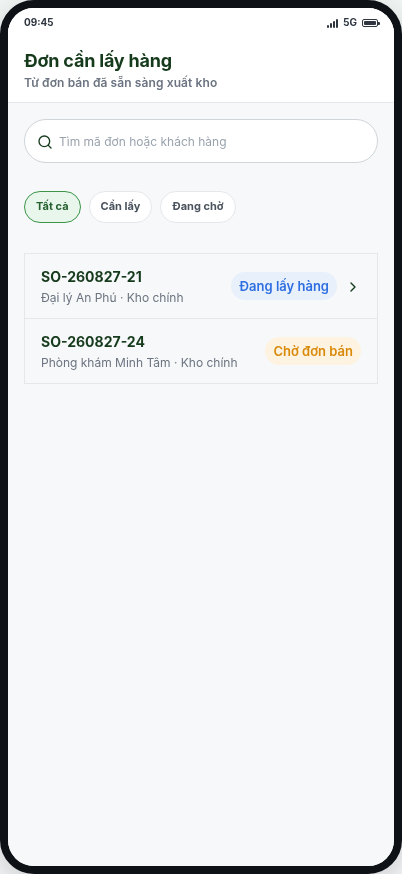 09:45
5G
Đơn cần lấy hàng
Từ đơn bán đã sẵn sàng xuất kho
Tìm mã đơn hoặc khách hàng
Tất cả
Cần lấy
Đang chờ
SO-260827-21
Đang lấy hàng
Đại lý An Phú · Kho chính
SO-260827-24
Chờ đơn bán
Phòng khám Minh Tâm · Kho chính